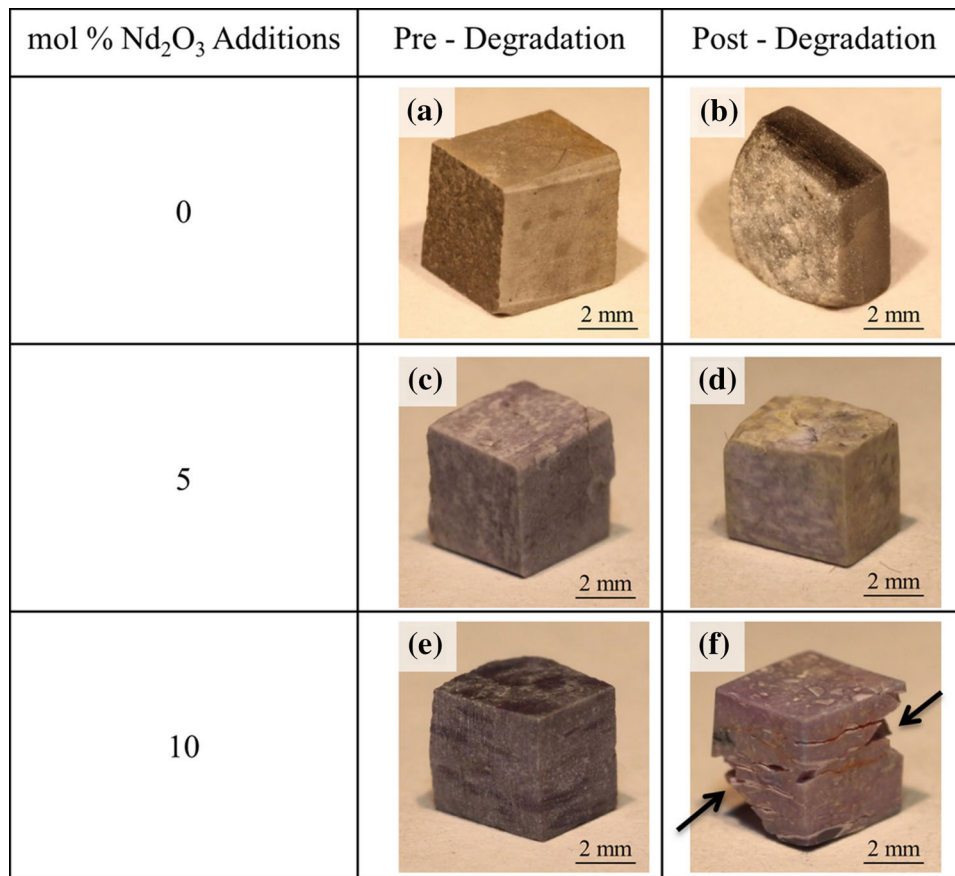 mol % Nd₂O₃ Additions Pre - Degradation Post - Degradation
0 (a) 2 mm (b) 2 mm
5 (c) 2 mm (d) 2 mm
10 (e) 2 mm (f) 2 mm